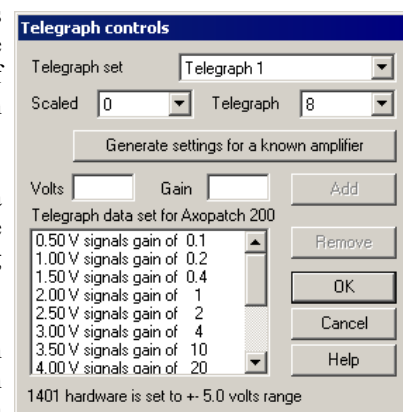 Telegraph controls
Telegraph set Telegraph 1
Scaled 0 Telegraph 8
Generate settings for a known amplifier
Volts Gain Add
Telegraph data set for Axopatch 200
0.50 V signals gain of 0.1
1.00 V signals gain of 0.2
1.50 V signals gain of 0.4
2.00 V signals gain of 1
2.50 V signals gain of 2
3.00 V signals gain of 4
3.50 V signals gain of 10
4.00 V signals gain of 20
Remove
OK
Cancel
Help
1401 hardware is set to +- 5.0 volts range